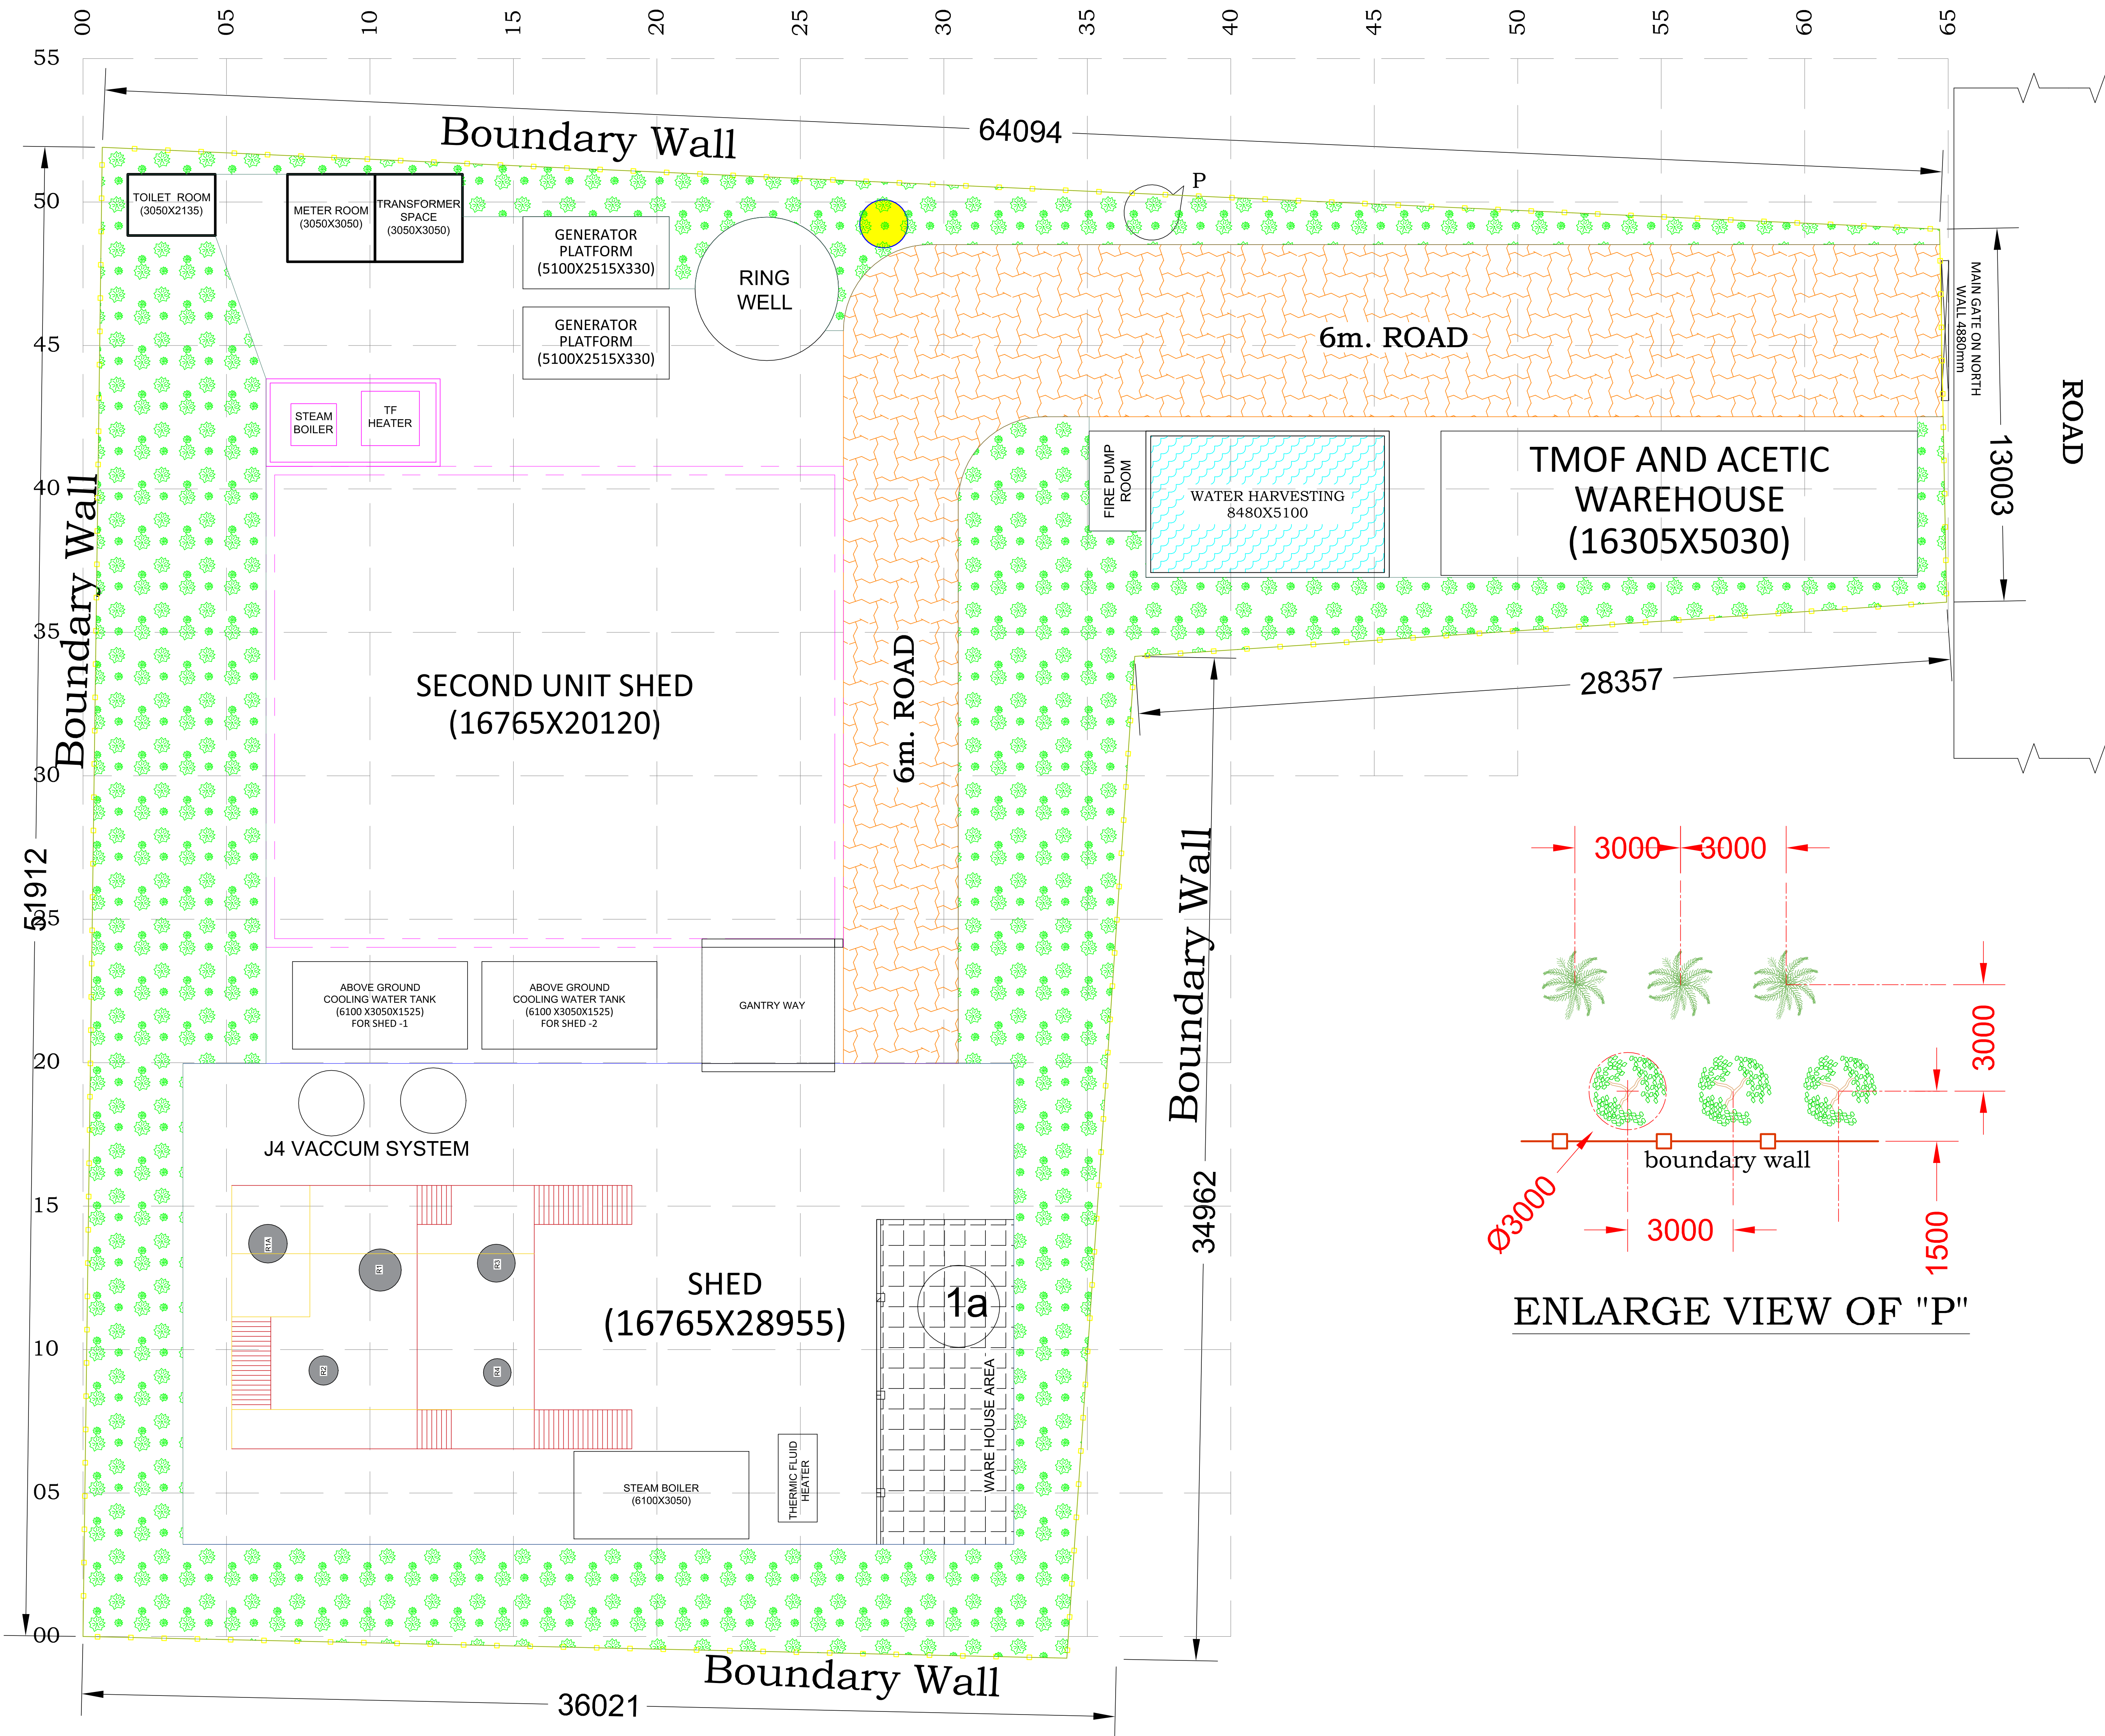 00 05 10 15 20 25 30 35 40 45 50 55 60 65
55
64094
Boundary Wall
P
50
TOILET ROOM
(3050X2135)
METER ROOM
(3050X3050)
TRANSFORMER
SPACE
(3050X3050)
GENERATOR
PLATFORM
(5100X2515X330)
RING
WELL
MAIN GATE ON NORTH
WALL 4880mm
ROAD
13003
45
GENERATOR
PLATFORM
(5100X2515X330)
6m. ROAD
STEAM
BOILER
TF
HEATER
40
FIRE PUMP
ROOM
WATER HARVESTING
8480X5100
TMOF AND ACETIC
WAREHOUSE
(16305X5030)
Boundary Wall
35
SECOND UNIT SHED
(16765X20120)
6m. ROAD
28357
30
51912
25
Boundary Wall
34962
ABOVE GROUND
COOLING WATER TANK
(6100 X3050X1525)
FOR SHED -1
ABOVE GROUND
COOLING WATER TANK
(6100 X3050X1525)
FOR SHED -2
GANTRY WAY
20
J4 VACCUM SYSTEM
15
R1A
R1
R3
SHED
(16765X28955)
1a
10
R2
R4
WARE HOUSE AREA
05
STEAM BOILER
(6100X3050)
THERMIC FLUID
HEATER
00
Boundary Wall
36021
3000 3000
3000
boundary wall
Ø3000
3000
1500
ENLARGE VIEW OF "P"